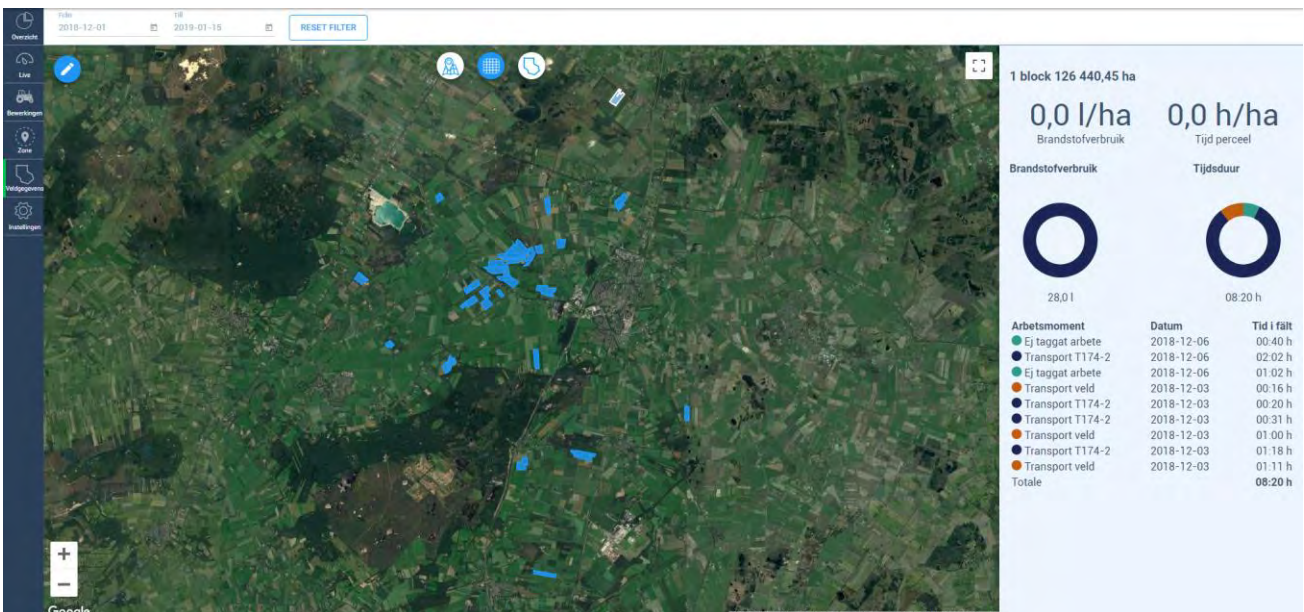 Från Till
2018-12-01 2019-01-15 RESET FILTER
Overzicht
Live
Bewerkingen
Zone
Veldgegevens
Instellingen
+
−
Google
1 block 126 440,45 ha
0,0 l/ha 0,0 h/ha
Brandstofverbruik Tijd perceel
Brandstofverbruik Tijdsduur
28,0 l 08:20 h
Arbetsmoment Datum Tid i fält
Ej taggat arbete 2018-12-06 00:40 h
Transport T174-2 2018-12-06 02:02 h
Ej taggat arbete 2018-12-06 01:02 h
Transport veld 2018-12-03 00:16 h
Transport T174-2 2018-12-03 00:20 h
Transport T174-2 2018-12-03 00:31 h
Transport veld 2018-12-03 01:00 h
Transport T174-2 2018-12-03 01:18 h
Transport veld 2018-12-03 01:11 h
Totale 08:20 h